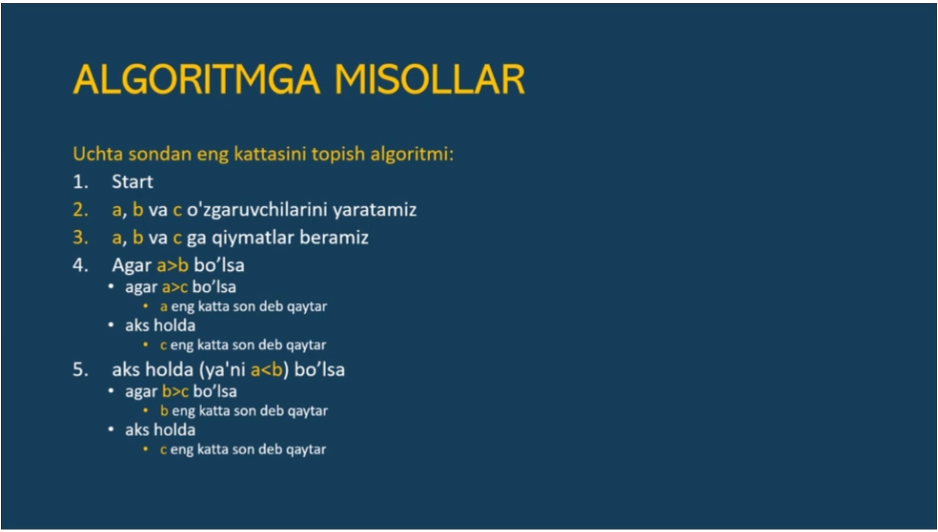 ALGORITMGA MISOLLAR
Uchta sondan eng kattasini topish algoritmi:
1. Start
2. a, b va c o'zgaruvchilarini yaratamiz
3. a, b va c ga qiymatlar beramiz
4. Agar a>b bo’lsa
• agar a>c bo’lsa
• a eng katta son deb qaytar
• aks holda
• c eng katta son deb qaytar
5. aks holda (ya'ni a<b) bo’lsa
• agar b>c bo’lsa
• b eng katta son deb qaytar
• aks holda
• c eng katta son deb qaytar